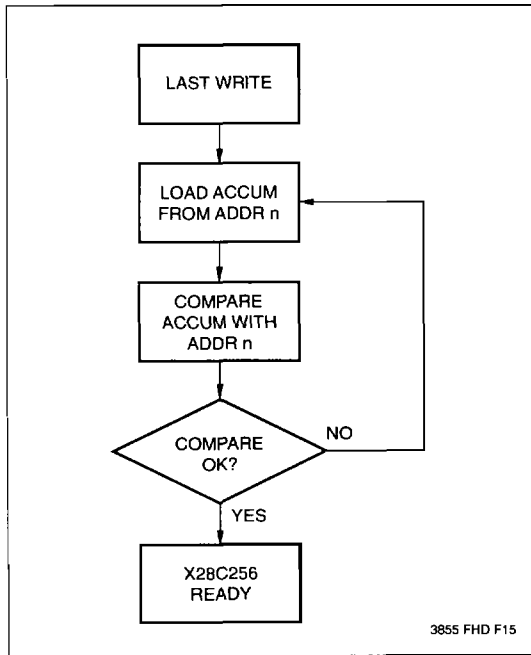 LAST WRITE
LOAD ACCUM
FROM ADDR n
COMPARE
ACCUM WITH
ADDR n
COMPARE
OK?
NO
YES
X28C256
READY
3855 FHD F15